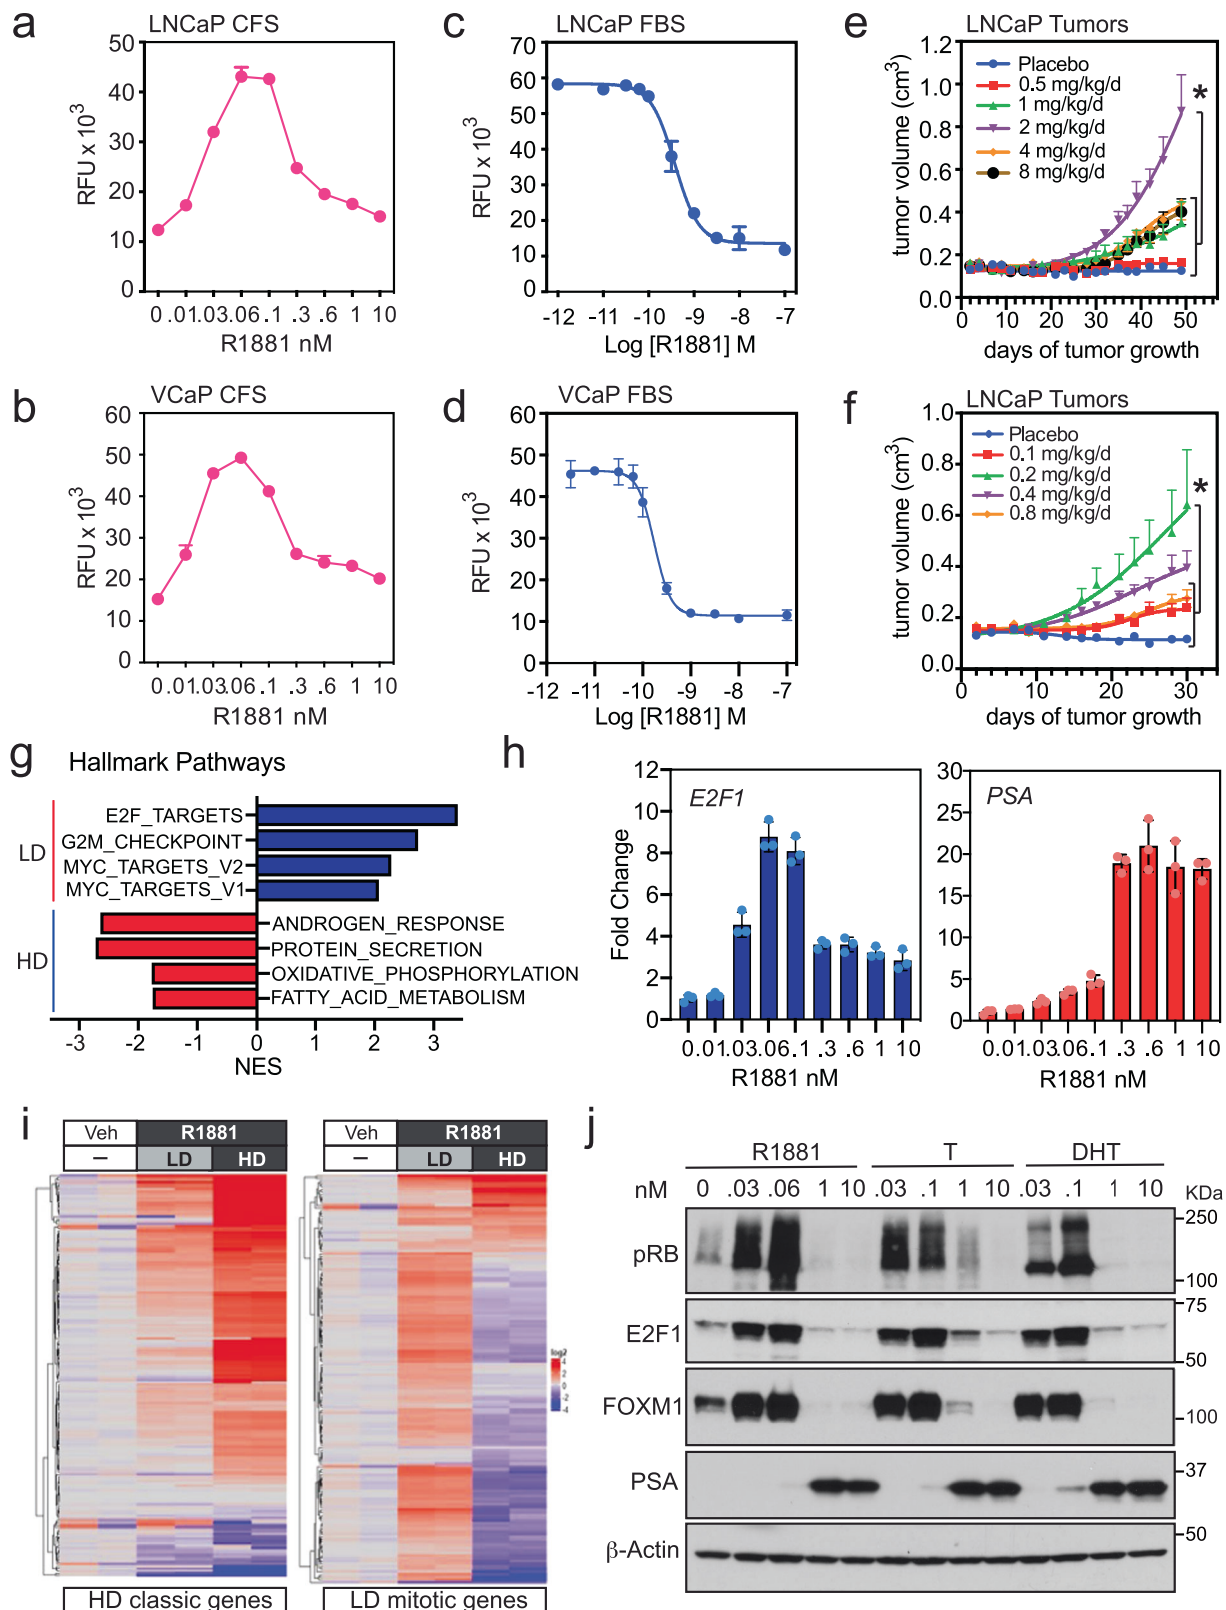 a
LNCaP CFS
RFU x 10³
50
40
30
20
10
0
0 .01 .03 .06 .1 .3 .6 1 10
R1881 nM
c
LNCaP FBS
RFU x 10³
70
60
50
40
30
20
10
0
-12 -11 -10 -9 -8 -7
Log [R1881] M
e
LNCaP Tumors
tumor volume (cm³)
1.2
1.0
0.8
0.6
0.4
0.2
0.0
Placebo
0.5 mg/kg/d
1 mg/kg/d
2 mg/kg/d
4 mg/kg/d
8 mg/kg/d
*
0 10 20 30 40 50
days of tumor growth
b
VCaP CFS
RFU x 10³
60
50
40
30
20
10
0
0 .01 .03 .06 .1 .3 .6 1 10
R1881 nM
d
VCaP FBS
RFU x 10³
60
50
40
30
20
10
0
-12 -11 -10 -9 -8 -7
Log [R1881] M
f
LNCaP Tumors
tumor volume (cm³)
1.0
0.8
0.6
0.4
0.2
0.0
Placebo
0.1 mg/kg/d
0.2 mg/kg/d
0.4 mg/kg/d
0.8 mg/kg/d
*
0 10 20 30
days of tumor growth
g
Hallmark Pathways
LD
E2F_TARGETS
G2M_CHECKPOINT
MYC_TARGETS_V2
MYC_TARGETS_V1
HD
ANDROGEN_RESPONSE
PROTEIN_SECRETION
OXIDATIVE_PHOSPHORYLATION
FATTY_ACID_METABOLISM
-3 -2 -1 0 1 2 3
NES
h
Fold Change
E2F1
12
10
8
6
4
2
0
0 .01 .03 .06 .1 .3 .6 1 10
R1881 nM
PSA
30
25
20
15
10
5
0
0 .01 .03 .06 .1 .3 .6 1 10
R1881 nM
i
Veh R1881
– LD HD
HD classic genes
Veh R1881
– LD HD
LD mitotic genes
log2
4
2
0
-2
-4
j
R1881 T DHT
nM 0 .03 .06 1 10 .03 .1 1 10 .03 .1 1 10 KDa
pRB
250
100
E2F1
75
50
FOXM1
100
PSA
37
β-Actin
50